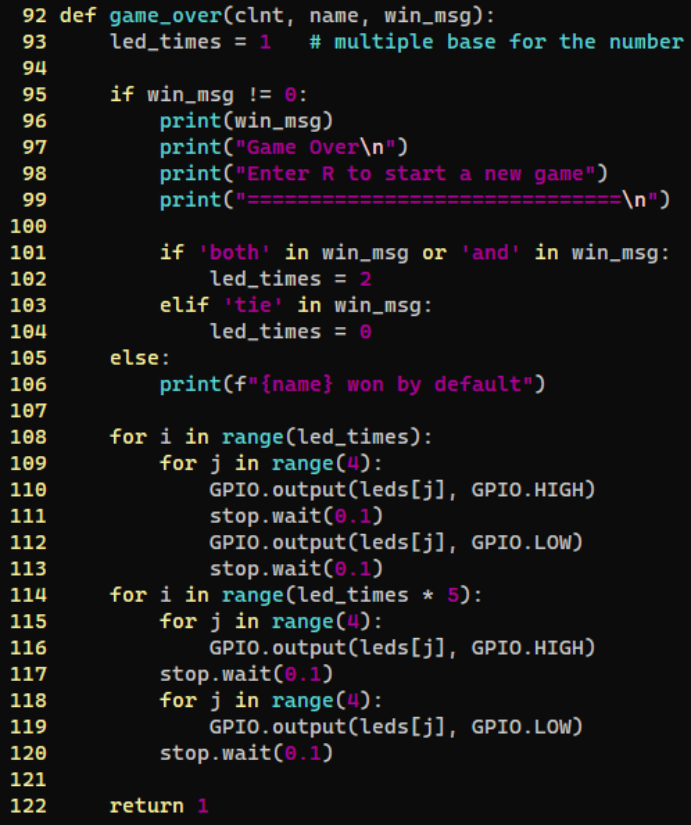 92 def game_over(clnt, name, win_msg):
93     led_times = 1   # multiple base for the number
94
95     if win_msg != 0:
96         print(win_msg)
97         print("Game Over\n")
98         print("Enter R to start a new game")
99         print("==============================\n")
100
101         if 'both' in win_msg or 'and' in win_msg:
102             led_times = 2
103         elif 'tie' in win_msg:
104             led_times = 0
105     else:
106         print(f"{name} won by default")
107
108     for i in range(led_times):
109         for j in range(4):
110             GPIO.output(leds[j], GPIO.HIGH)
111             stop.wait(0.1)
112             GPIO.output(leds[j], GPIO.LOW)
113             stop.wait(0.1)
114     for i in range(led_times * 5):
115         for j in range(4):
116             GPIO.output(leds[j], GPIO.HIGH)
117         stop.wait(0.1)
118         for j in range(4):
119             GPIO.output(leds[j], GPIO.LOW)
120         stop.wait(0.1)
121
122     return 1